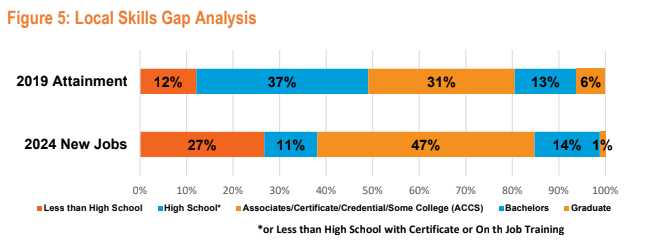 Figure 5: Local Skills Gap Analysis
2019 Attainment 12% 37% 31% 13% 6%
2024 New Jobs 27% 11% 47% 14% 1%
0% 10% 20% 30% 40% 50% 60% 70% 80% 90% 100%
Less than High School High School* Associates/Certificate/Credential/Some College (ACCS) Bachelors Graduate
*or Less than High School with Certificate or On th Job Training